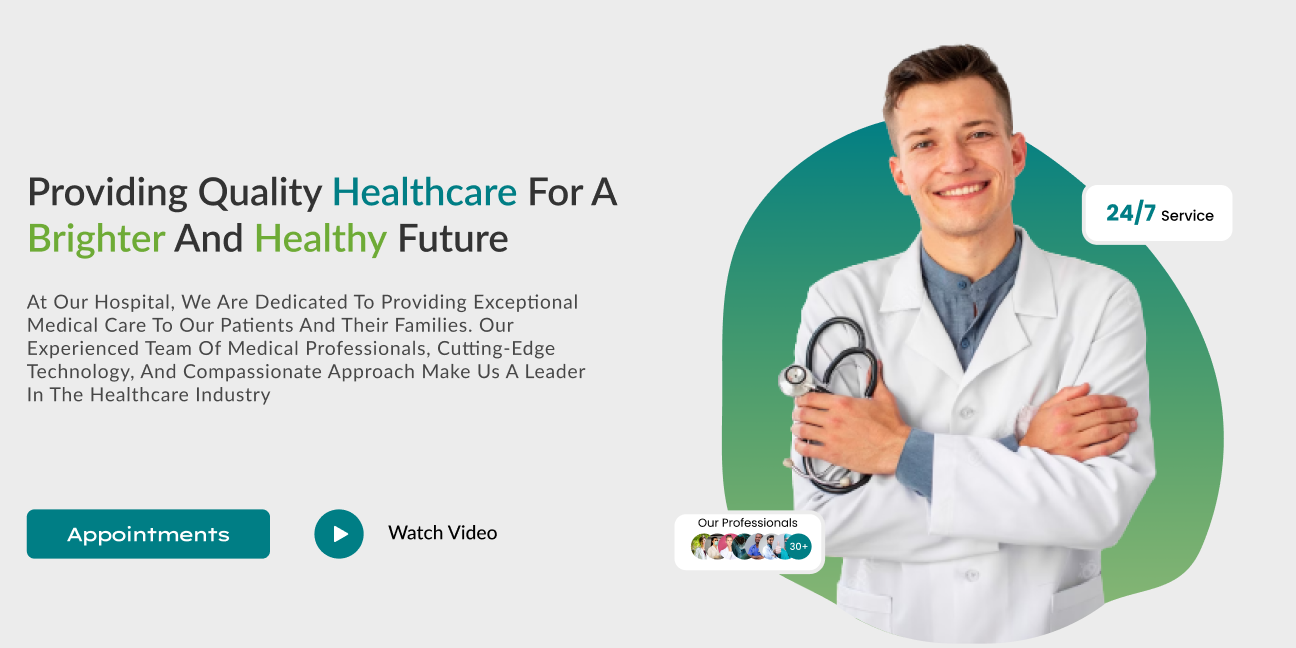 Providing Quality Healthcare For A
Brighter And Healthy Future
At Our Hospital, We Are Dedicated To Providing Exceptional
Medical Care To Our Patients And Their Families. Our
Experienced Team Of Medical Professionals, Cutting-Edge
Technology, And Compassionate Approach Make Us A Leader
In The Healthcare Industry
Appointments
Watch Video
24/7 Service
Our Professionals
30+